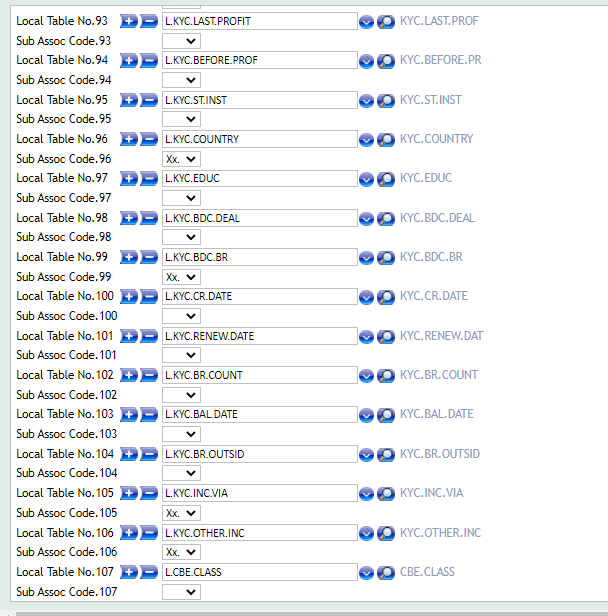 Local Table No.93 L.KYC.LAST.PROFIT KYC.LAST.PROF
Sub Assoc Code.93
Local Table No.94 L.KYC.BEFORE.PROF KYC.BEFORE.PR
Sub Assoc Code.94
Local Table No.95 L.KYC.ST.INST KYC.ST.INST
Sub Assoc Code.95
Local Table No.96 L.KYC.COUNTRY KYC.COUNTRY
Sub Assoc Code.96 Xx.
Local Table No.97 L.KYC.EDUC KYC.EDUC
Sub Assoc Code.97
Local Table No.98 L.KYC.BDC.DEAL KYC.BDC.DEAL
Sub Assoc Code.98
Local Table No.99 L.KYC.BDC.BR KYC.BDC.BR
Sub Assoc Code.99 Xx.
Local Table No.100 L.KYC.CR.DATE KYC.CR.DATE
Sub Assoc Code.100
Local Table No.101 L.KYC.RENEW.DATE KYC.RENEW.DAT
Sub Assoc Code.101
Local Table No.102 L.KYC.BR.COUNT KYC.BR.COUNT
Sub Assoc Code.102
Local Table No.103 L.KYC.BAL.DATE KYC.BAL.DATE
Sub Assoc Code.103
Local Table No.104 L.KYC.BR.OUTSID KYC.BR.OUTSID
Sub Assoc Code.104
Local Table No.105 L.KYC.INC.VIA KYC.INC.VIA
Sub Assoc Code.105 Xx.
Local Table No.106 L.KYC.OTHER.INC KYC.OTHER.INC
Sub Assoc Code.106 Xx.
Local Table No.107 L.CBE.CLASS CBE.CLASS
Sub Assoc Code.107